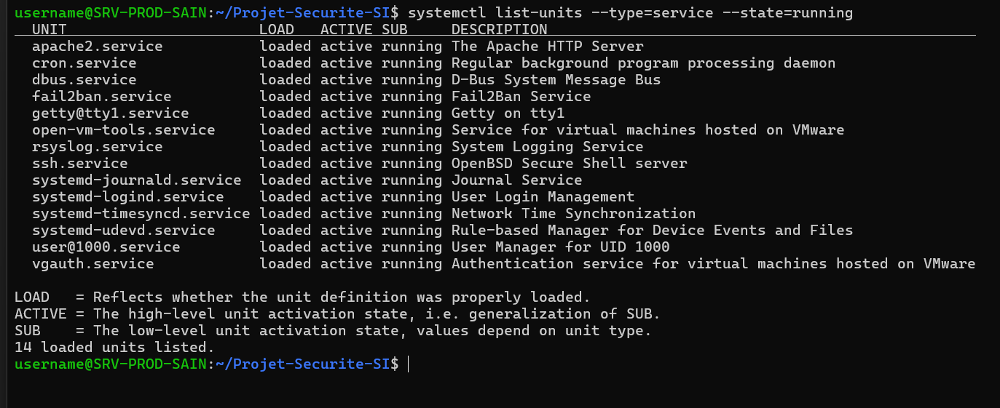 username@SRV-PROD-SAIN:~/Projet-Securite-SI$ systemctl list-units --type=service --state=running
  UNIT                      LOAD   ACTIVE SUB     DESCRIPTION
  apache2.service           loaded active running The Apache HTTP Server
  cron.service              loaded active running Regular background program processing daemon
  dbus.service              loaded active running D-Bus System Message Bus
  fail2ban.service          loaded active running Fail2Ban Service
  getty@tty1.service        loaded active running Getty on tty1
  open-vm-tools.service     loaded active running Service for virtual machines hosted on VMware
  rsyslog.service           loaded active running System Logging Service
  ssh.service               loaded active running OpenBSD Secure Shell server
  systemd-journald.service  loaded active running Journal Service
  systemd-logind.service    loaded active running User Login Management
  systemd-timesyncd.service loaded active running Network Time Synchronization
  systemd-udevd.service     loaded active running Rule-based Manager for Device Events and Files
  user@1000.service         loaded active running User Manager for UID 1000
  vgauth.service            loaded active running Authentication service for virtual machines hosted on VMware

LOAD   = Reflects whether the unit definition was properly loaded.
ACTIVE = The high-level unit activation state, i.e. generalization of SUB.
SUB    = The low-level unit activation state, values depend on unit type.
14 loaded units listed.
username@SRV-PROD-SAIN:~/Projet-Securite-SI$